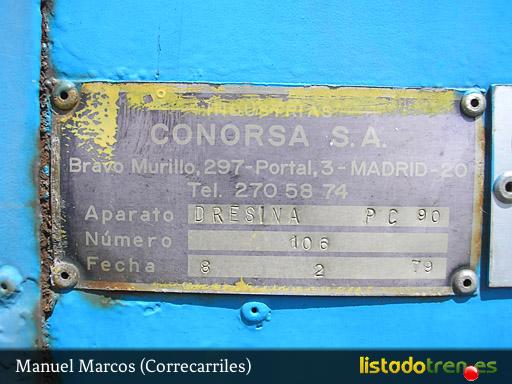 INDUSTRIAS
CONORSA S.A.
Bravo Murillo, 297-Portal, 3 - MADRID-20
Tel. 270 58 74
Aparato DRESINA PC 90
Número 106
Fecha 8 2 79
Manuel Marcos (Correcarriles)
listadotren.es